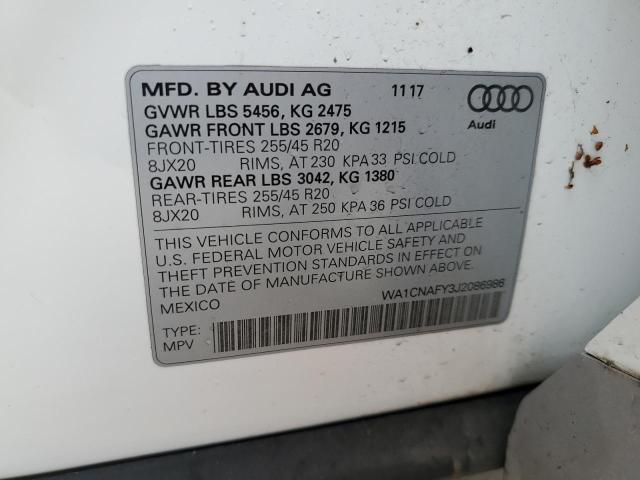 MFD. BY AUDI AG 11 17
GVWR LBS 5456, KG 2475
GAWR FRONT LBS 2679, KG 1215
FRONT-TIRES 255/45 R20
8JX20 RIMS, AT 230 KPA 33 PSI COLD
GAWR REAR LBS 3042, KG 1380
REAR-TIRES 255/45 R20
8JX20 RIMS, AT 250 KPA 36 PSI COLD
Audi
THIS VEHICLE CONFORMS TO ALL APPLICABLE
U.S. FEDERAL MOTOR VEHICLE SAFETY AND
THEFT PREVENTION STANDARDS IN EFFECT ON
THE DATE OF MANUFACTURE SHOWN ABOVE.
MEXICO
WA1CNAFY3J2086986
TYPE:
MPV